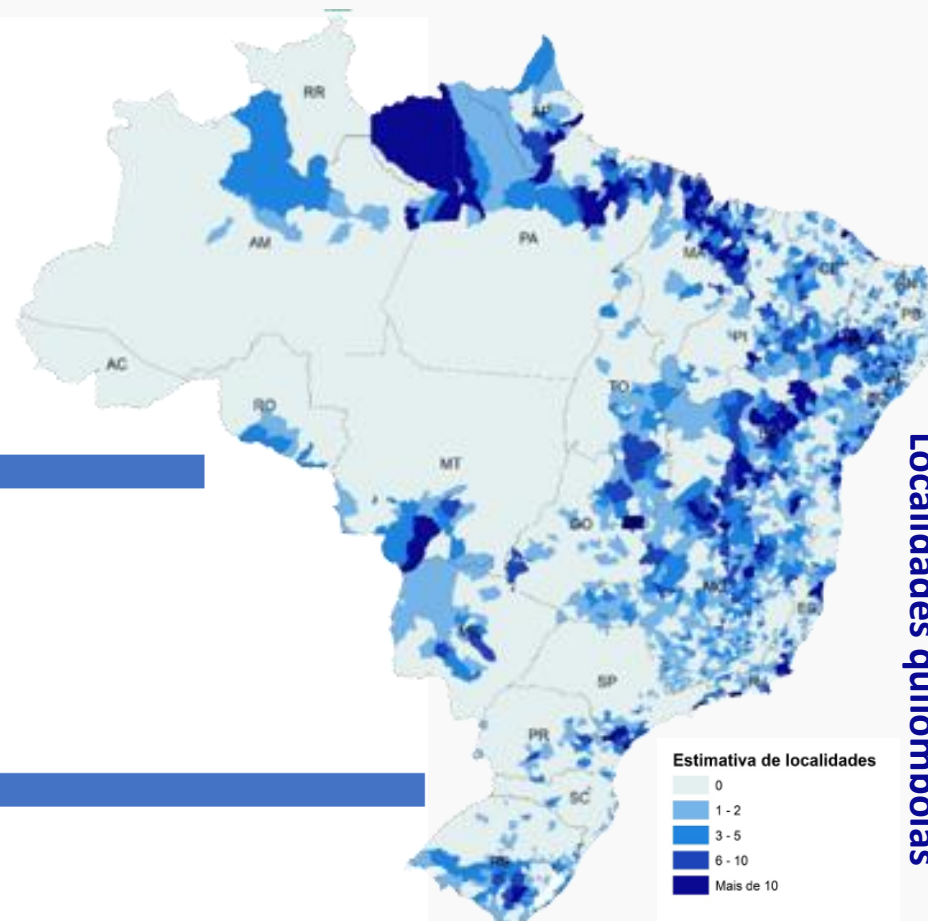 RR
AP
AM
PA
MA
CE
RN
PB
PI
AC
TO
RO
MT
GO
MG
ES
SP
PR
SC
RS
Localidades quilombolas
Estimativa de localidades
0
1 - 2
3 - 5
6 - 10
Mais de 10